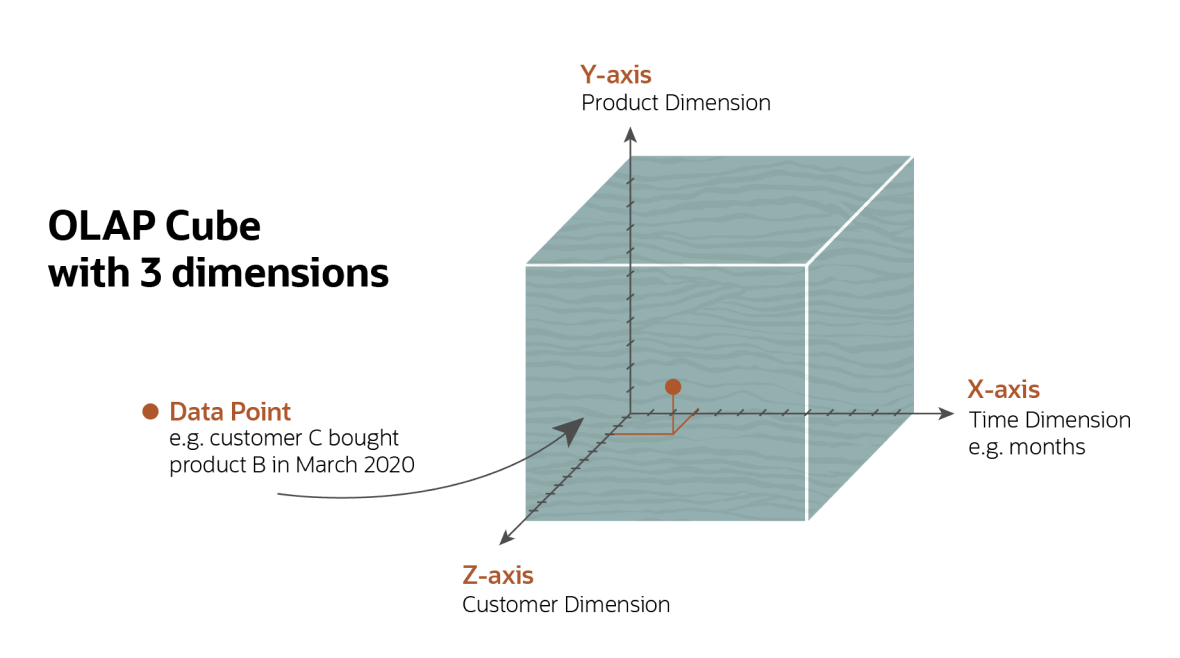 Y-axis
Product Dimension
OLAP Cube
with 3 dimensions
X-axis
Time Dimension
e.g. months
Data Point
e.g. customer C bought
product B in March 2020
Z-axis
Customer Dimension